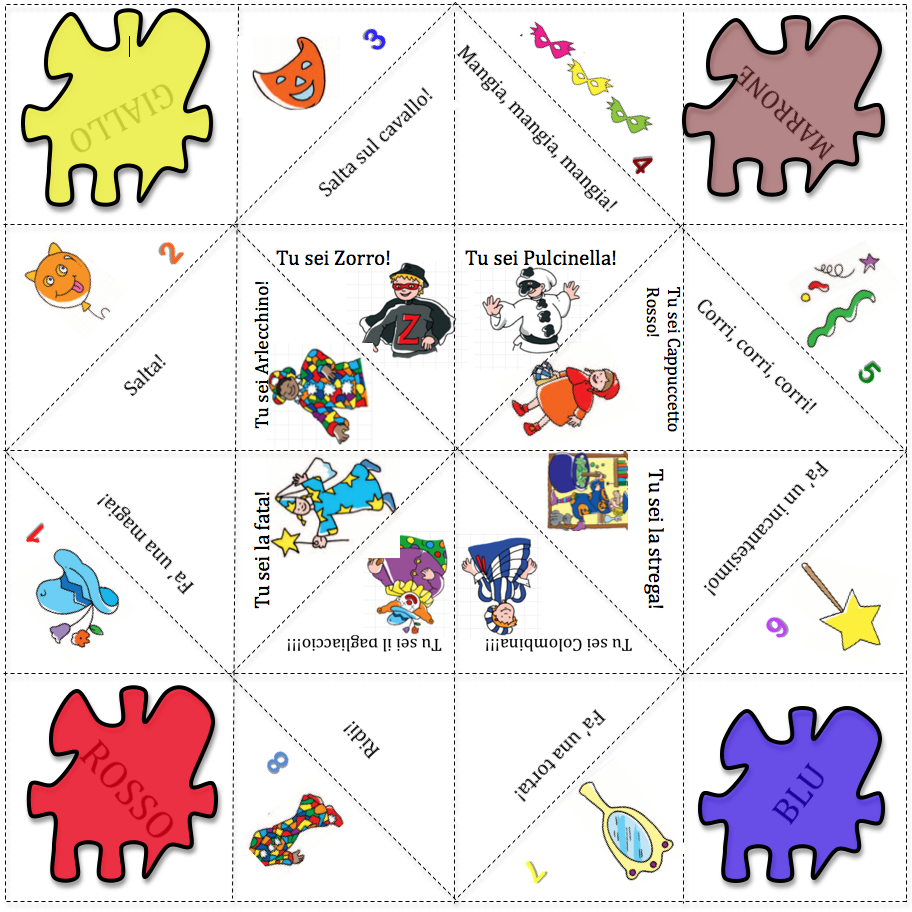 GIALLO
3
Salta sul cavallo!
Mangia, mangia, mangia!
4
MARRONE
2
Salta!
Tu sei Zorro!
Tu sei Arlecchino!
Z
Tu sei Pulcinella!
Tu sei Cappuccetto
Rosso!
Corri, corri, corri!
5
1
Fa' una magia!
Tu sei la fata!
Tu sei il pagliaccio!!!
Tu sei Colombina!!!
Tu sei la strega!
Fa' un incantesimo!
6
ROSSO
8
Ridi!
Fa' una torta!
7
BLU